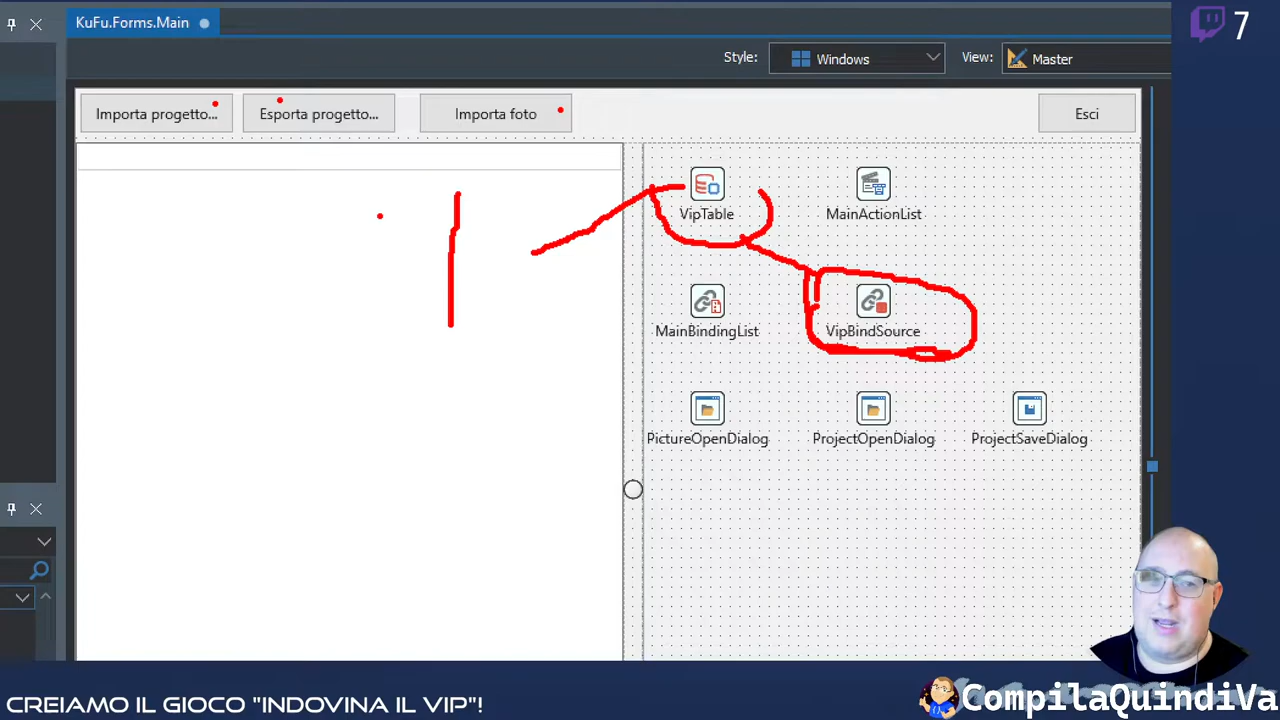 KuFu.Forms.Main
7
Style: Windows View: Master
Importa progetto... Esporta progetto... Importa foto Esci
VipTable MainActionList
MainBindingList VipBindSource
PictureOpenDialog ProjectOpenDialog ProjectSaveDialog
CREIAMO IL GIOCO "INDOVINA IL VIP"!
CompilaQuindiVa